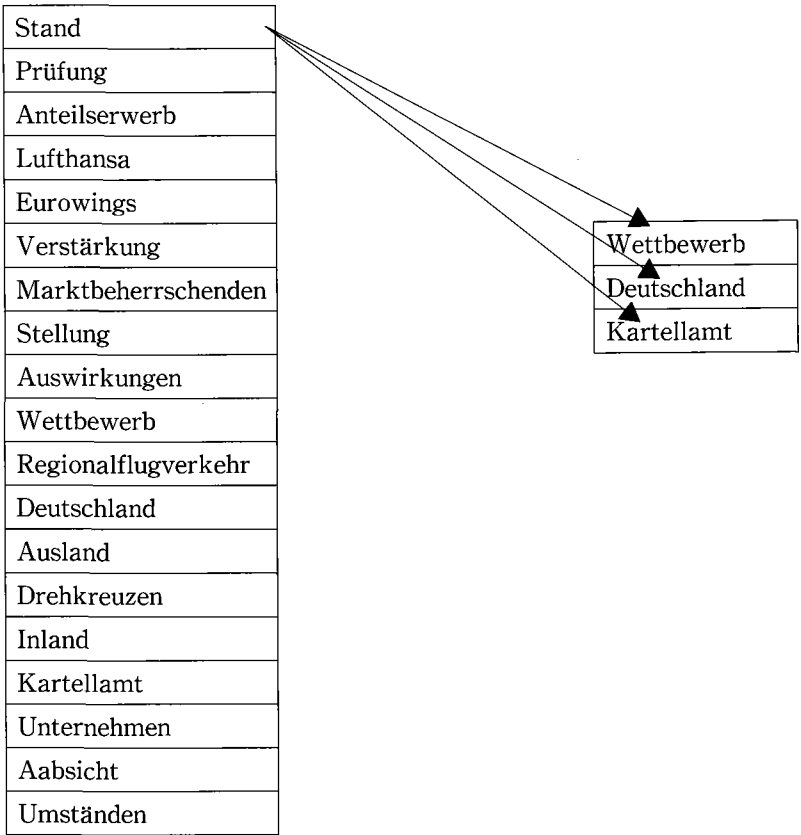 Stand
Prüfung
Anteilserwerb
Lufthansa
Eurowings
Verstärkung
Marktbeherrschenden
Stellung
Auswirkungen
Wettbewerb
Regionalflugverkehr
Deutschland
Ausland
Drehkreuzen
Inland
Kartellamt
Unternehmen
Aabsicht
Umständen
Wettbewerb
Deutschland
Kartellamt